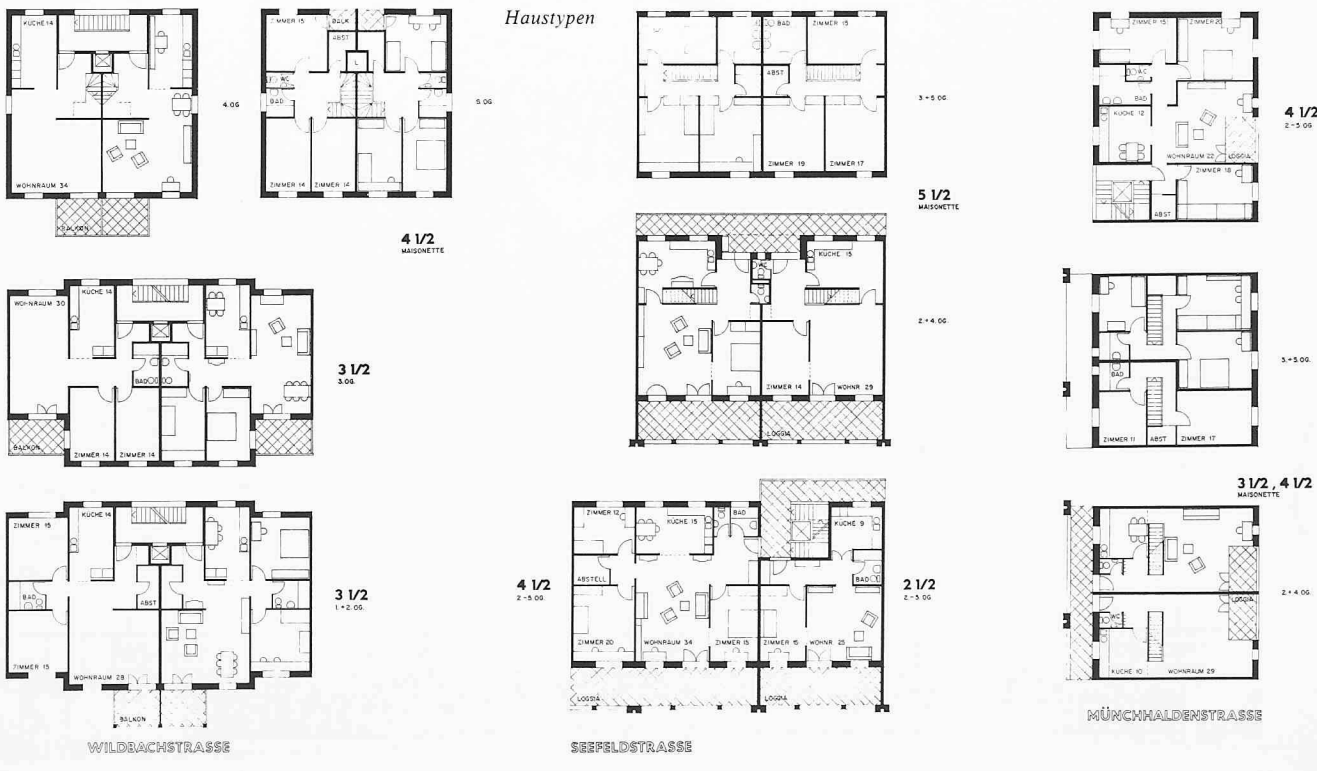 Haustypen
KÜCHE 14
WOHNRAUM 34
BALKON
4.OG
ZIMMER 15
BALK
ABST
L
WC
BAD
ZIMMER 14
ZIMMER 14
5.OG
4 1/2
MAISONETTE
WOHNRAUM 30
KÜCHE 14
BAD
BALKON
ZIMMER 14
ZIMMER 14
3 1/2
3.OG
ZIMMER 15
KÜCHE 14
BAD
ABST
ZIMMER 15
WOHNRAUM 28
BALKON
3 1/2
1.+2.OG.
WILDBACHSTRASSE
BAD
ZIMMER 15
ABST
ZIMMER 19
ZIMMER 17
3.+5.OG
5 1/2
MAISONETTE
WC
KÜCHE 15
ZIMMER 14
WOHNR 29
LOGGIA
2.+4.OG
ZIMMER 12
KÜCHE 15
BAD
KÜCHE 9
ABSTELL
BAD
ZIMMER 20
WOHNRAUM 34
ZIMMER 15
ZIMMER 15
WOHNR 25
LOGGIA
LOGGIA
4 1/2
2.-5.OG
2 1/2
2.-5.OG
SEEFELDSTRASSE
ZIMMER 15
ZIMMER 20
WC
BAD
KÜCHE 12
WOHNRAUM 22
LOGGIA
ZIMMER 18
ABST
4 1/2
2.-5.OG
BAD
ZIMMER 11
ABST
ZIMMER 17
3.+5.OG
3 1/2 , 4 1/2
MAISONETTE
LOGGIA
WC
KÜCHE 10
WOHNRAUM 29
2.+4.OG
MÜNCHHALDENSTRASSE